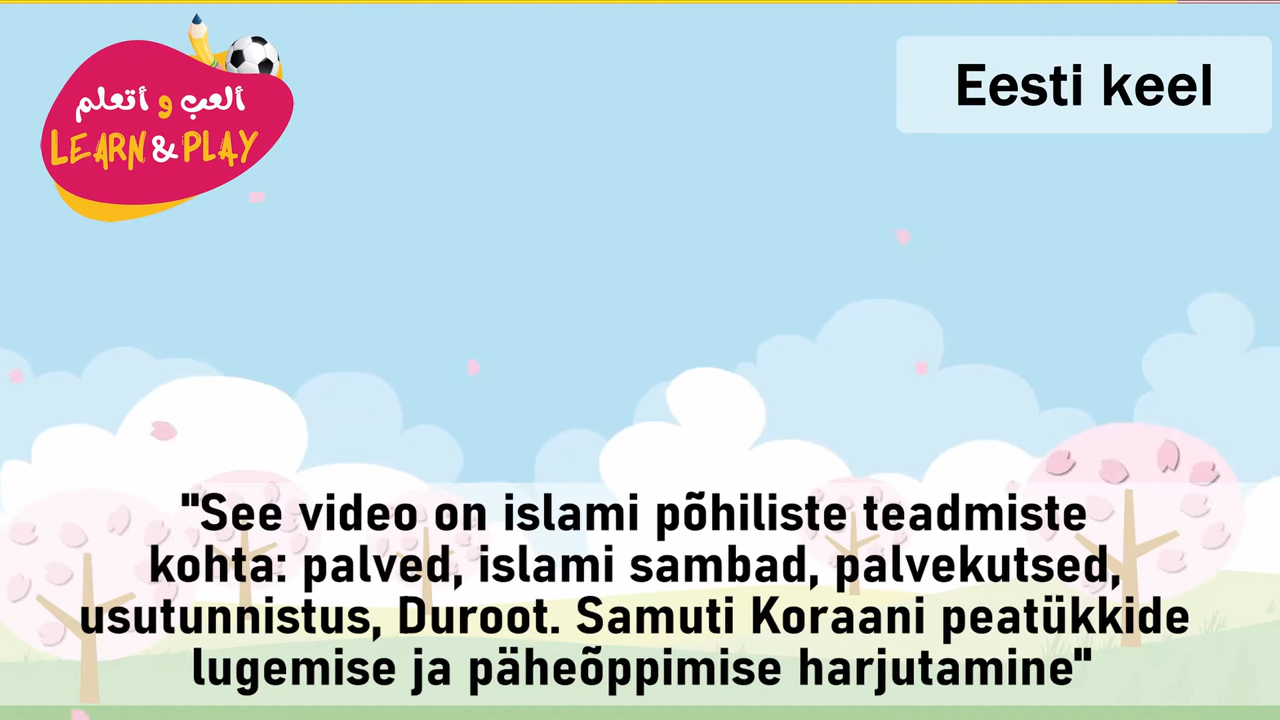 ألعب و أتعلم
LEARN & PLAY
Eesti keel
"See video on islami põhiliste teadmiste
kohta: palved, islami sambad, palvekutsed,
usutunnistus, Duroot. Samuti Koraani peatükkide
lugemise ja päheõppimise harjutamine"